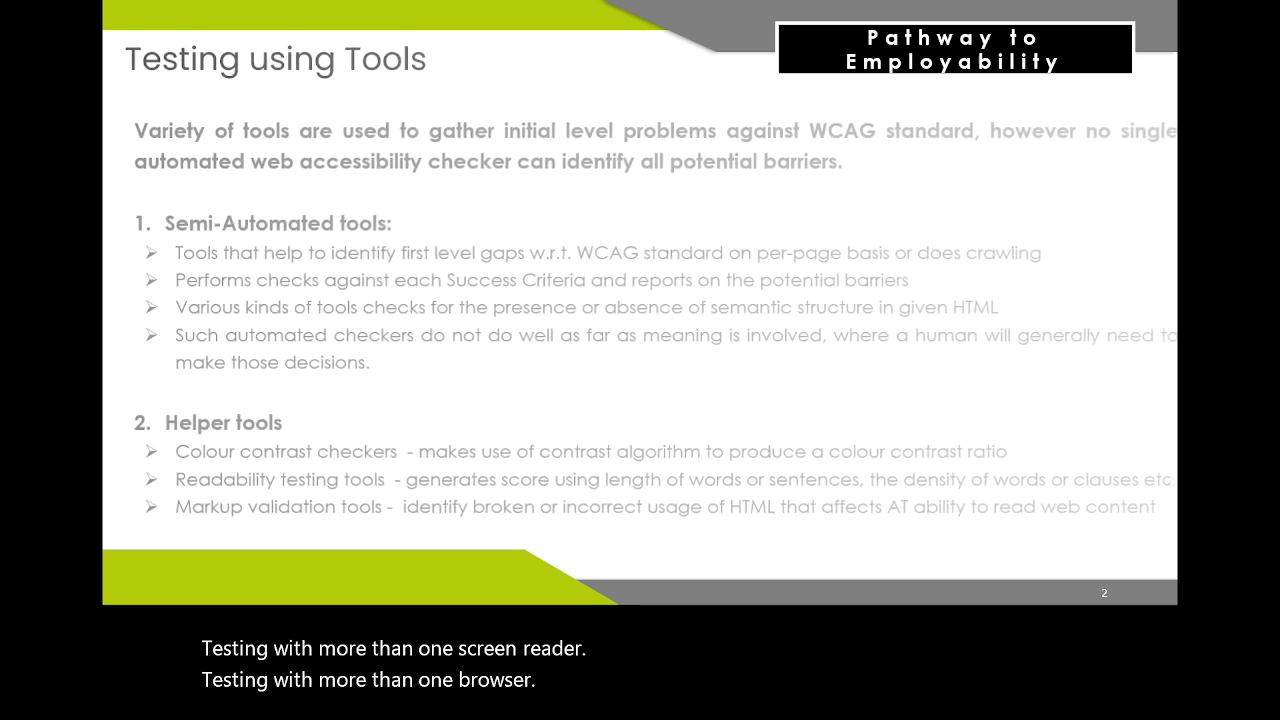 Pathway to
Employability
Testing using Tools
Variety of tools are used to gather initial level problems against WCAG standard, however no single
automated web accessibility checker can identify all potential barriers.
1. Semi-Automated tools:
➢ Tools that help to identify first level gaps w.r.t. WCAG standard on per-page basis or does crawling
➢ Performs checks against each Success Criteria and reports on the potential barriers
➢ Various kinds of tools checks for the presence or absence of semantic structure in given HTML
➢ Such automated checkers do not do well as far as meaning is involved, where a human will generally need to
make those decisions.
2. Helper tools
➢ Colour contrast checkers - makes use of contrast algorithm to produce a colour contrast ratio
➢ Readability testing tools - generates score using length of words or sentences, the density of words or clauses etc.
➢ Markup validation tools - identify broken or incorrect usage of HTML that affects AT ability to read web content
2
Testing with more than one screen reader.
Testing with more than one browser.